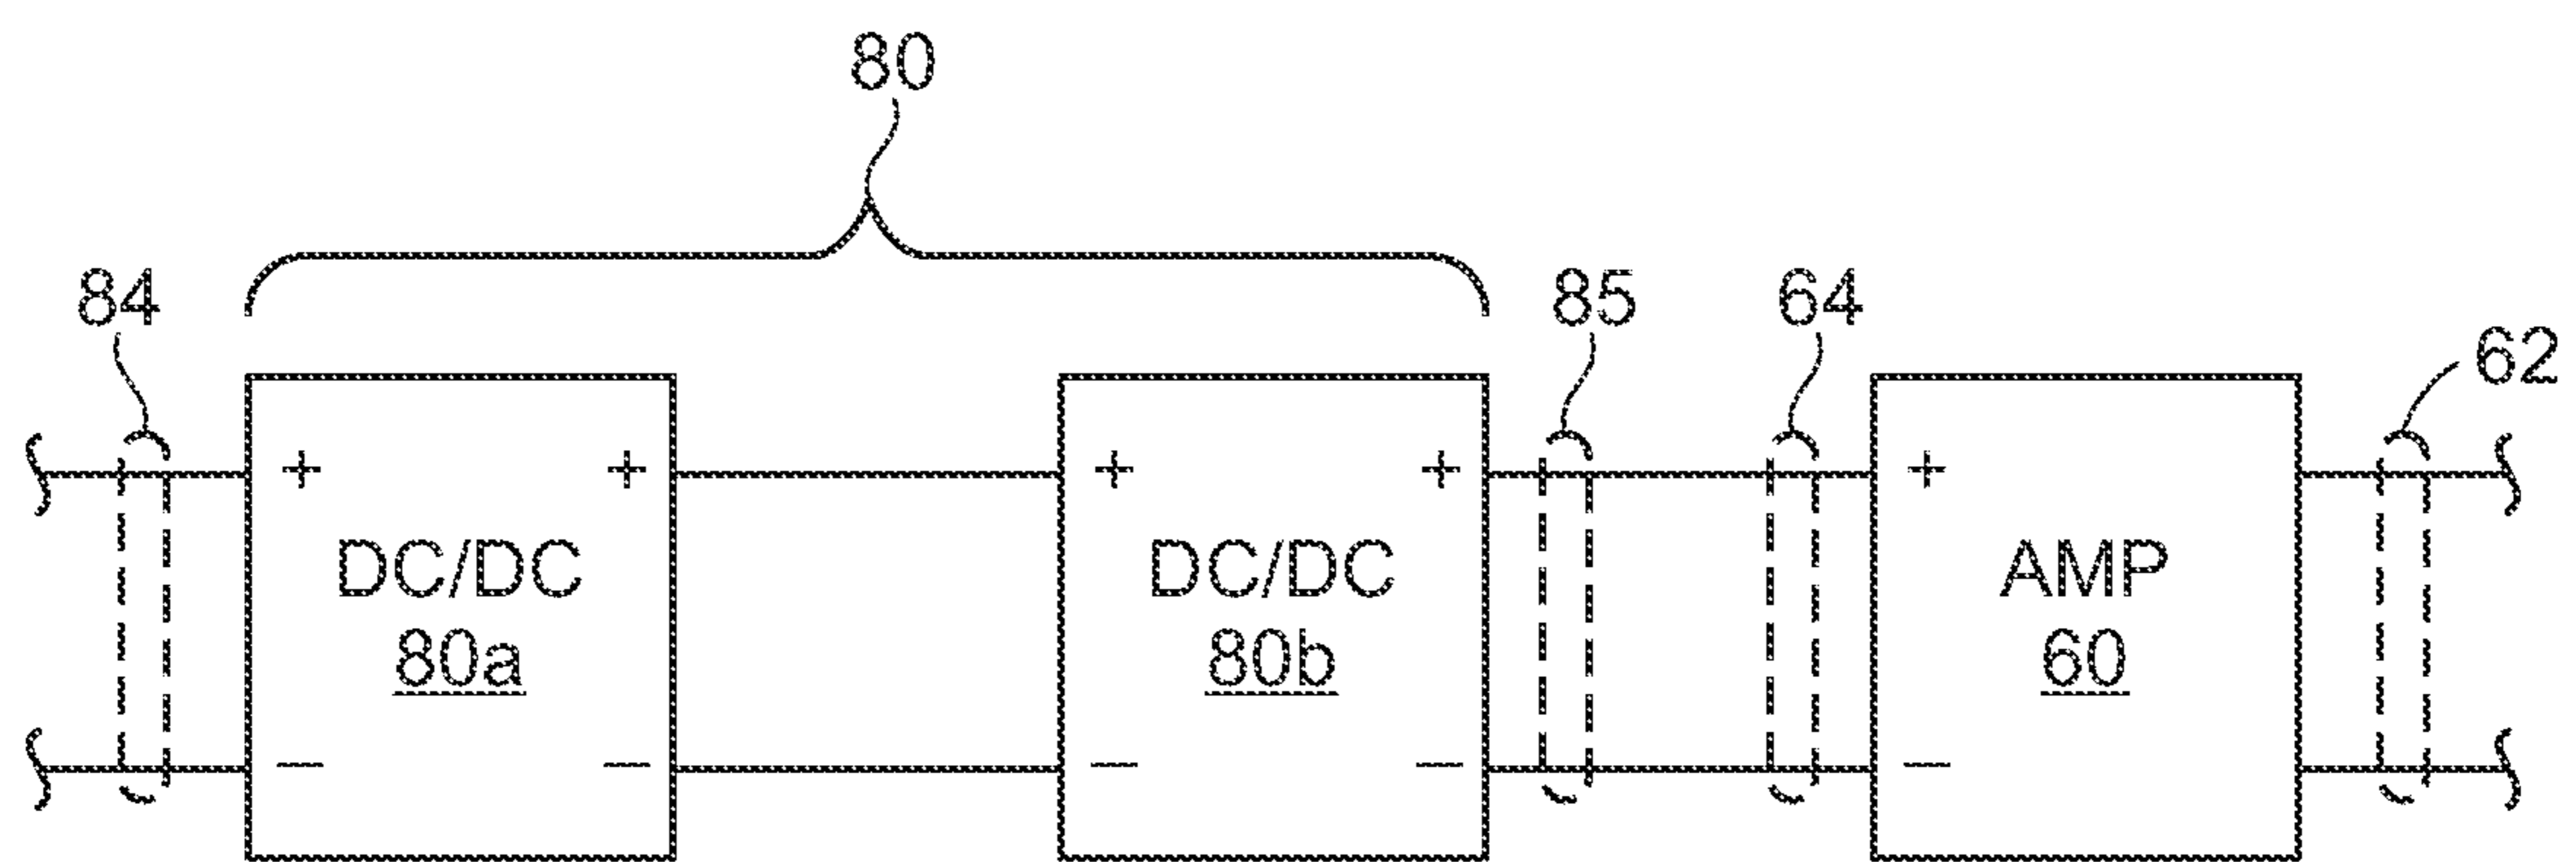 80
84
85
64
62
+ + + + +
DC/DC DC/DC AMP
80a 80b 60
— — — — —